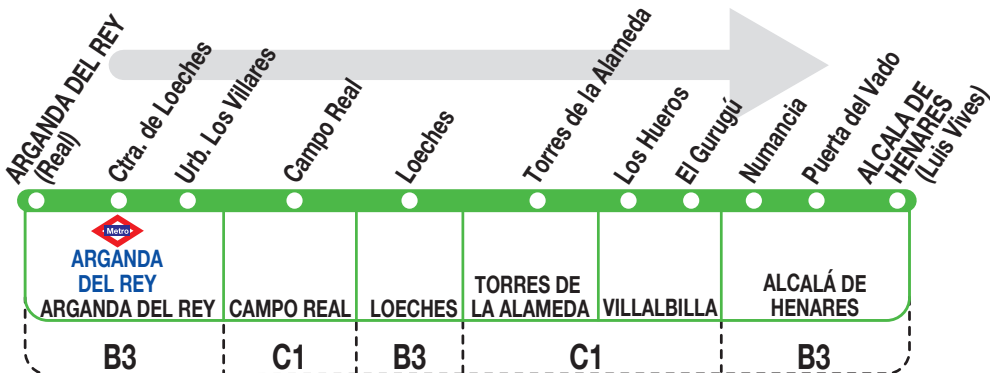 ARGANDA DEL REY
(Real)
Ctra. de Loeches
Urb. Los Villares
Campo Real
Loeches
Torres de la Alameda
Los Hueros
El Gurugú
Numancia
Puerta del Vado
ALCALA DE
HENARES
(Luis Vives)
Metro
ARGANDA
DEL REY
ARGANDA DEL REY
CAMPO REAL
LOECHES
TORRES DE
LA ALAMEDA
VILLALBILLA
ALCALÁ DE
HENARES
B3
C1
B3
C1
B3